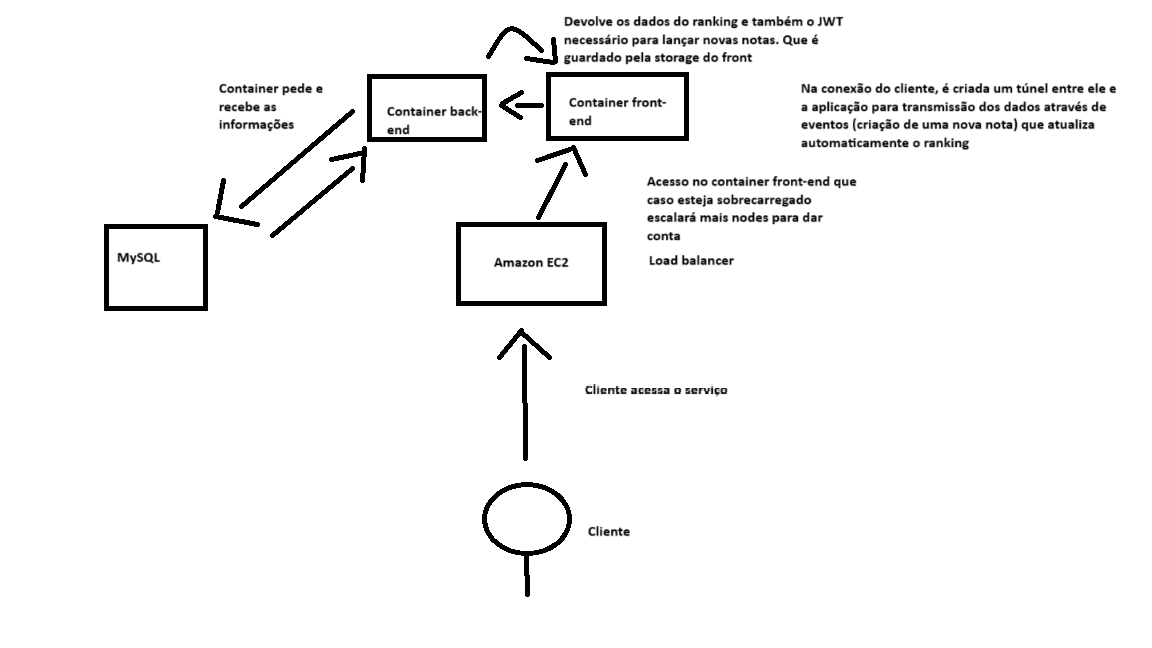 Devolve os dados do ranking e também o JWT
necessário para lançar novas notas. Que é
guardado pela storage do front
Container pede e
recebe as
informações
Container back-
end
Container front-
end
Na conexão do cliente, é criada um túnel entre ele e
a aplicação para transmissão dos dados através de
eventos (criação de uma nova nota) que atualiza
automaticamente o ranking
Acesso no container front-end que
caso esteja sobrecarregado
escalará mais nodes para dar
conta
Load balancer
MySQL
Amazon EC2
Cliente acessa o serviço
Cliente